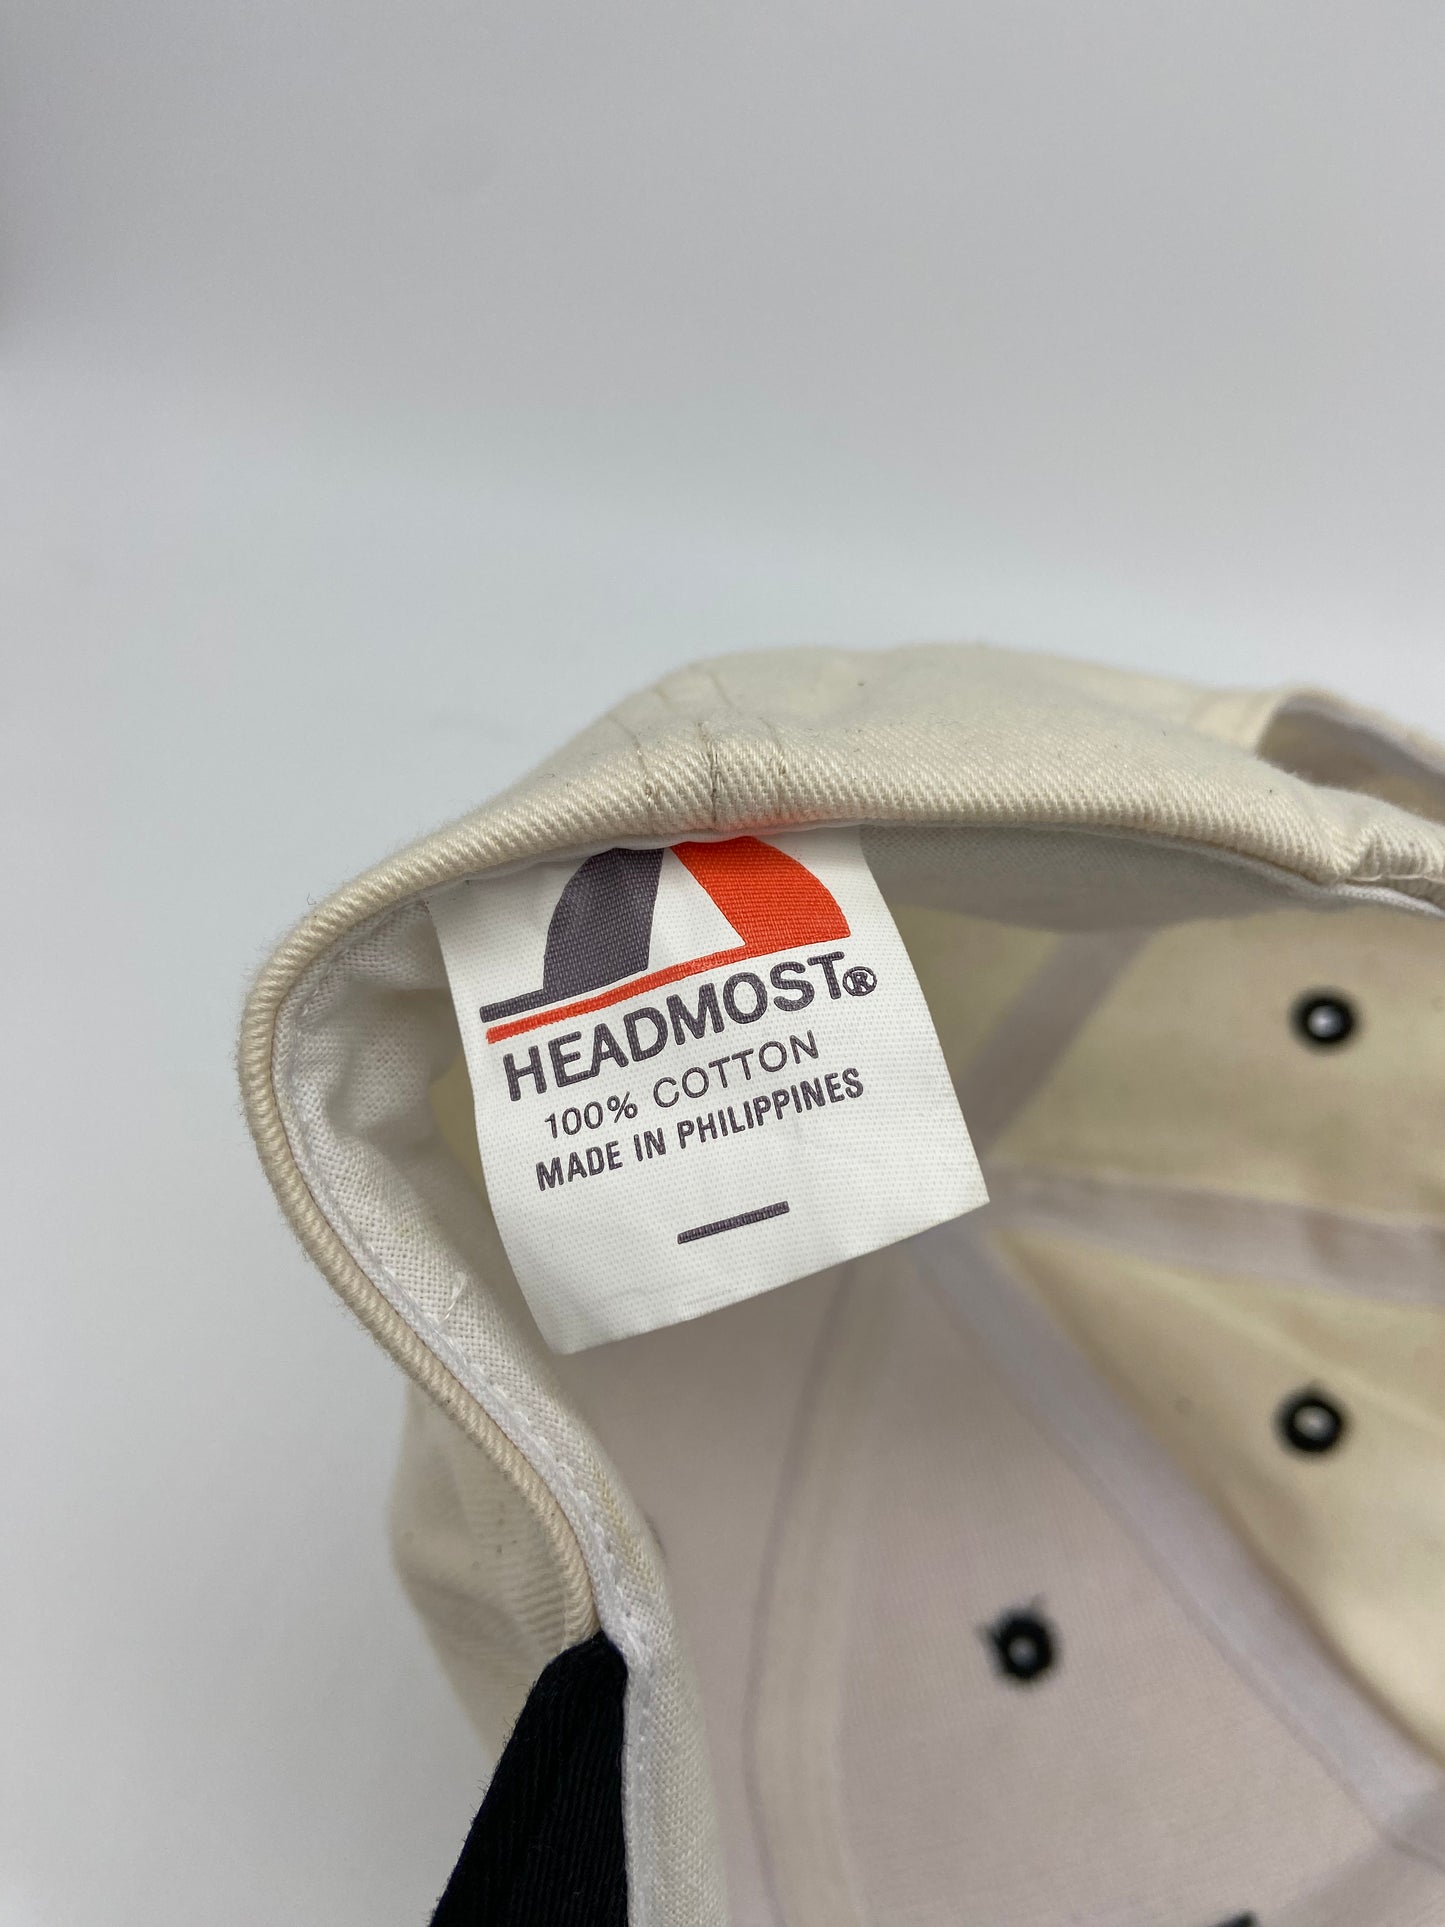 HEADMOST®
100% COTTON
MADE IN PHILIPPINES